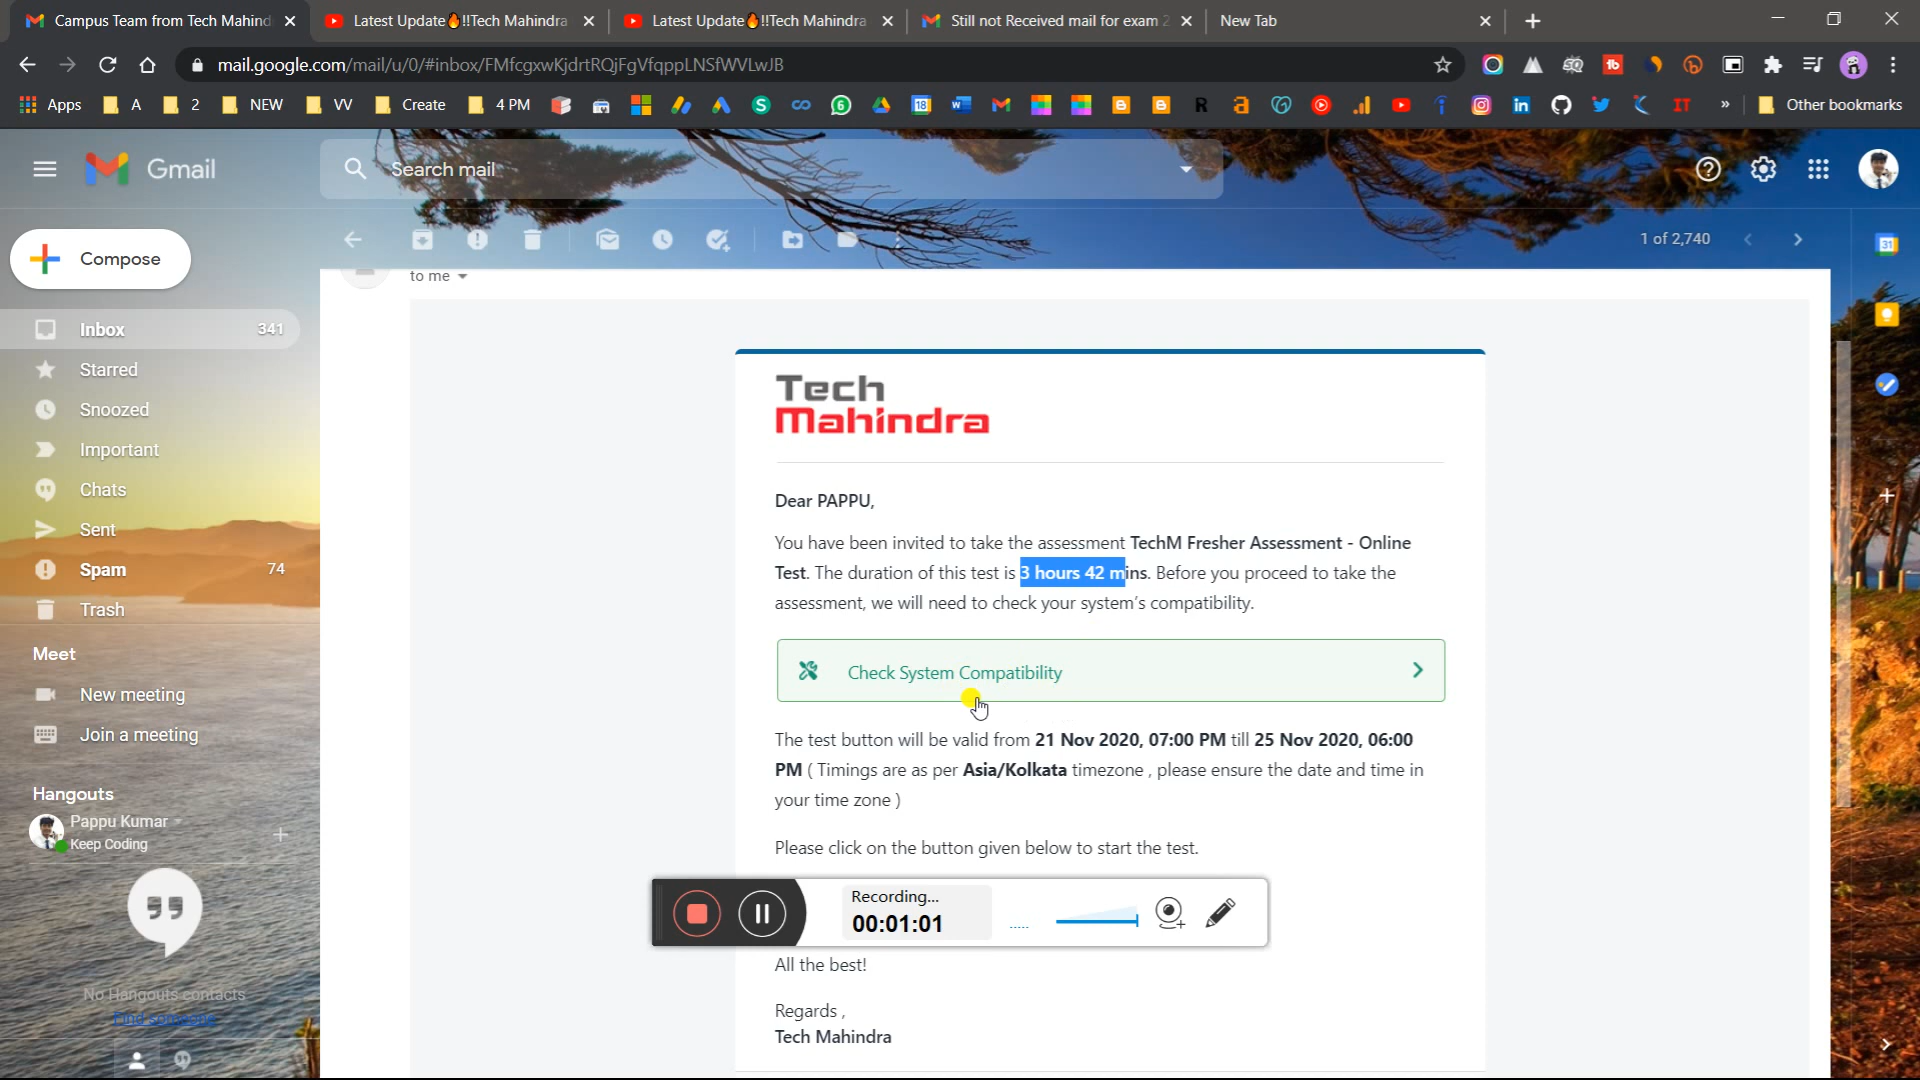 Campus Team from Tech Mahind
Latest Update🔥!!Tech Mahindra
Latest Update🔥!!Tech Mahindra
Still not Received mail for exam 2
New Tab
mail.google.com/mail/u/0/#inbox/FMfcgxwKjdrtRQjFgVfqppLNSfWVLwJB
Apps
A
2
NEW
VV
Create
4 PM
Other bookmarks
Gmail
Search mail
Compose
1 of 2,740
to me
Inbox 341
Starred
Snoozed
Important
Chats
Sent
Spam 74
Trash
Meet
New meeting
Join a meeting
Hangouts
Pappu Kumar
Keep Coding
No Hangouts contacts
Find someone
Tech
Mahindra
Dear PAPPU,
You have been invited to take the assessment TechM Fresher Assessment - Online
Test. The duration of this test is 3 hours 42 mins. Before you proceed to take the
assessment, we will need to check your system's compatibility.
Check System Compatibility
The test button will be valid from 21 Nov 2020, 07:00 PM till 25 Nov 2020, 06:00
PM ( Timings are as per Asia/Kolkata timezone , please ensure the date and time in
your time zone )
Please click on the button given below to start the test.
Recording...
00:01:01
All the best!
Regards ,
Tech Mahindra